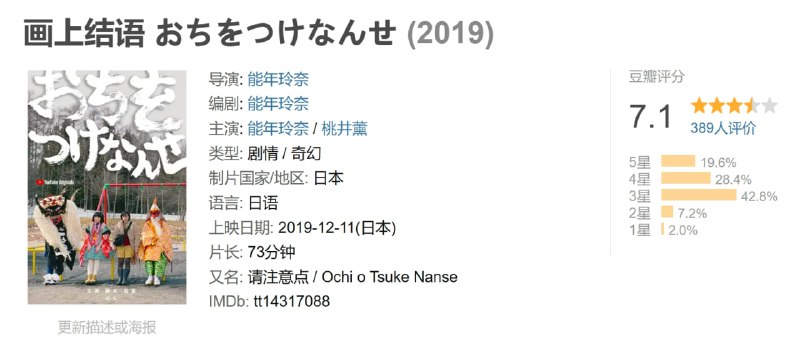 画上结语 おちをつけなんせ (2019)
おちを
つけなんせ
YouTube Originals
导演: 能年玲奈
编剧: 能年玲奈
主演: 能年玲奈 / 桃井薰
类型: 剧情 / 奇幻
制片国家/地区: 日本
语言: 日语
上映日期: 2019-12-11(日本)
片长: 73分钟
又名: 请注意点 / Ochi o Tsuke Nanse
IMDb: tt14317088
更新描述或海报
豆瓣评分
7.1
389人评价
5星 19.6%
4星 28.4%
3星 42.8%
2星 7.2%
1星 2.0%